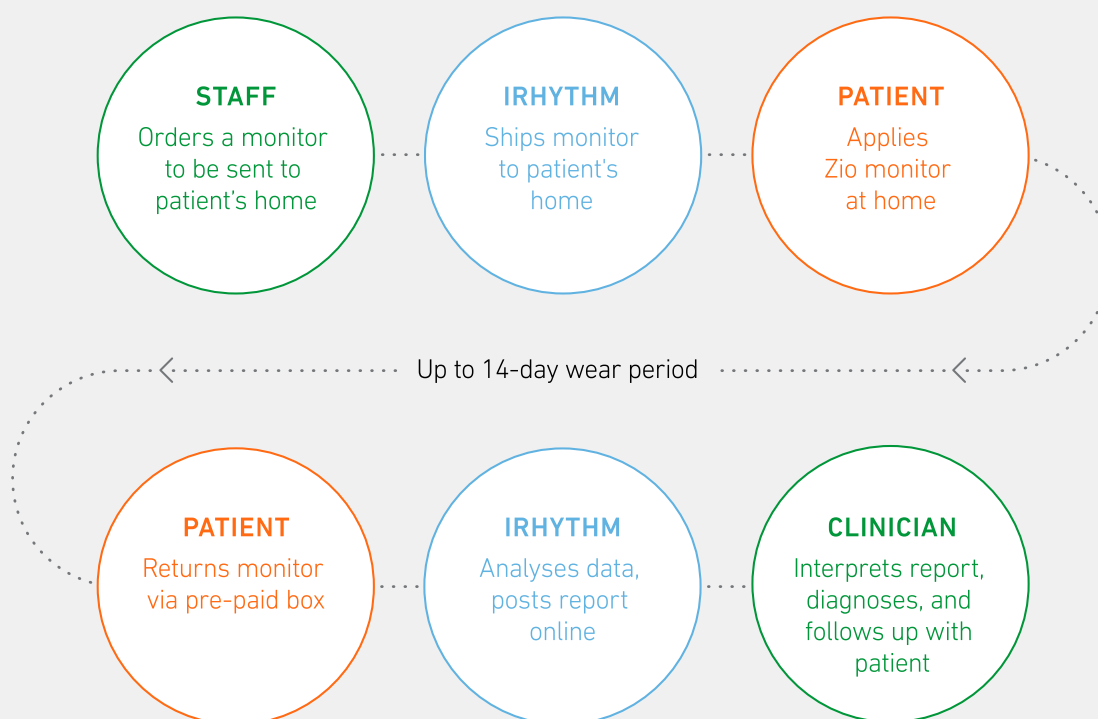 STAFF
Orders a monitor
to be sent to
patient’s home
IRHYTHM
Ships monitor
to patient's
home
PATIENT
Applies
Zio monitor
at home
Up to 14-day wear period
PATIENT
Returns monitor
via pre-paid box
IRHYTHM
Analyses data,
posts report
online
CLINICIAN
Interprets report,
diagnoses, and
follows up with
patient